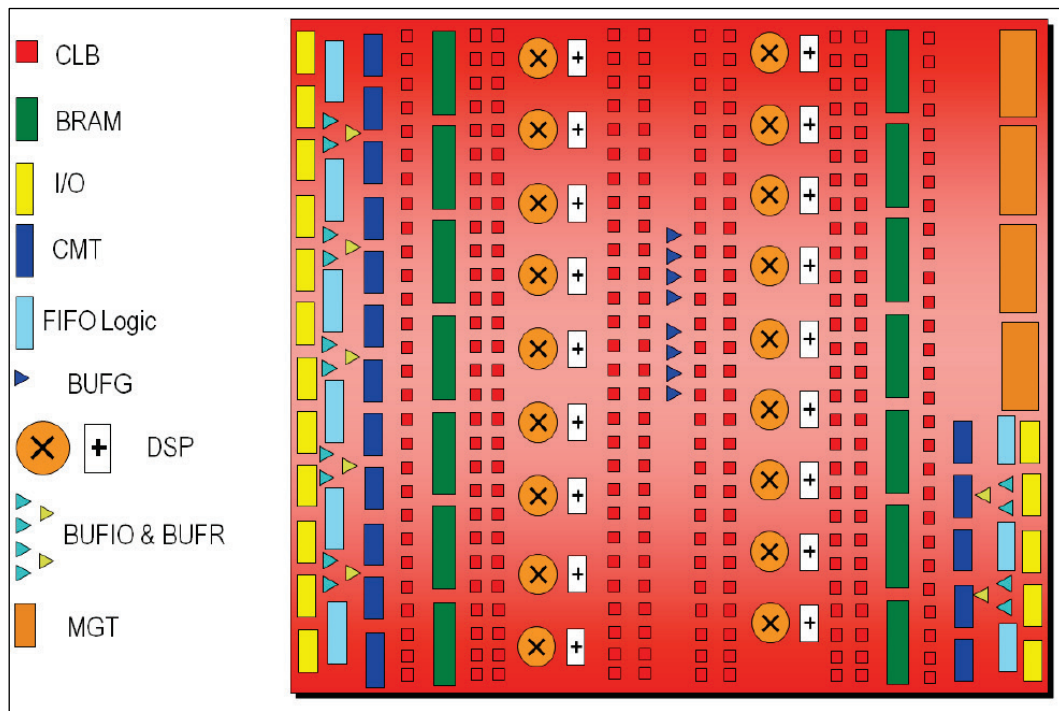 CLB
BRAM
I/O
CMT
FIFO Logic
BUFG
DSP
BUFIO & BUFR
MGT